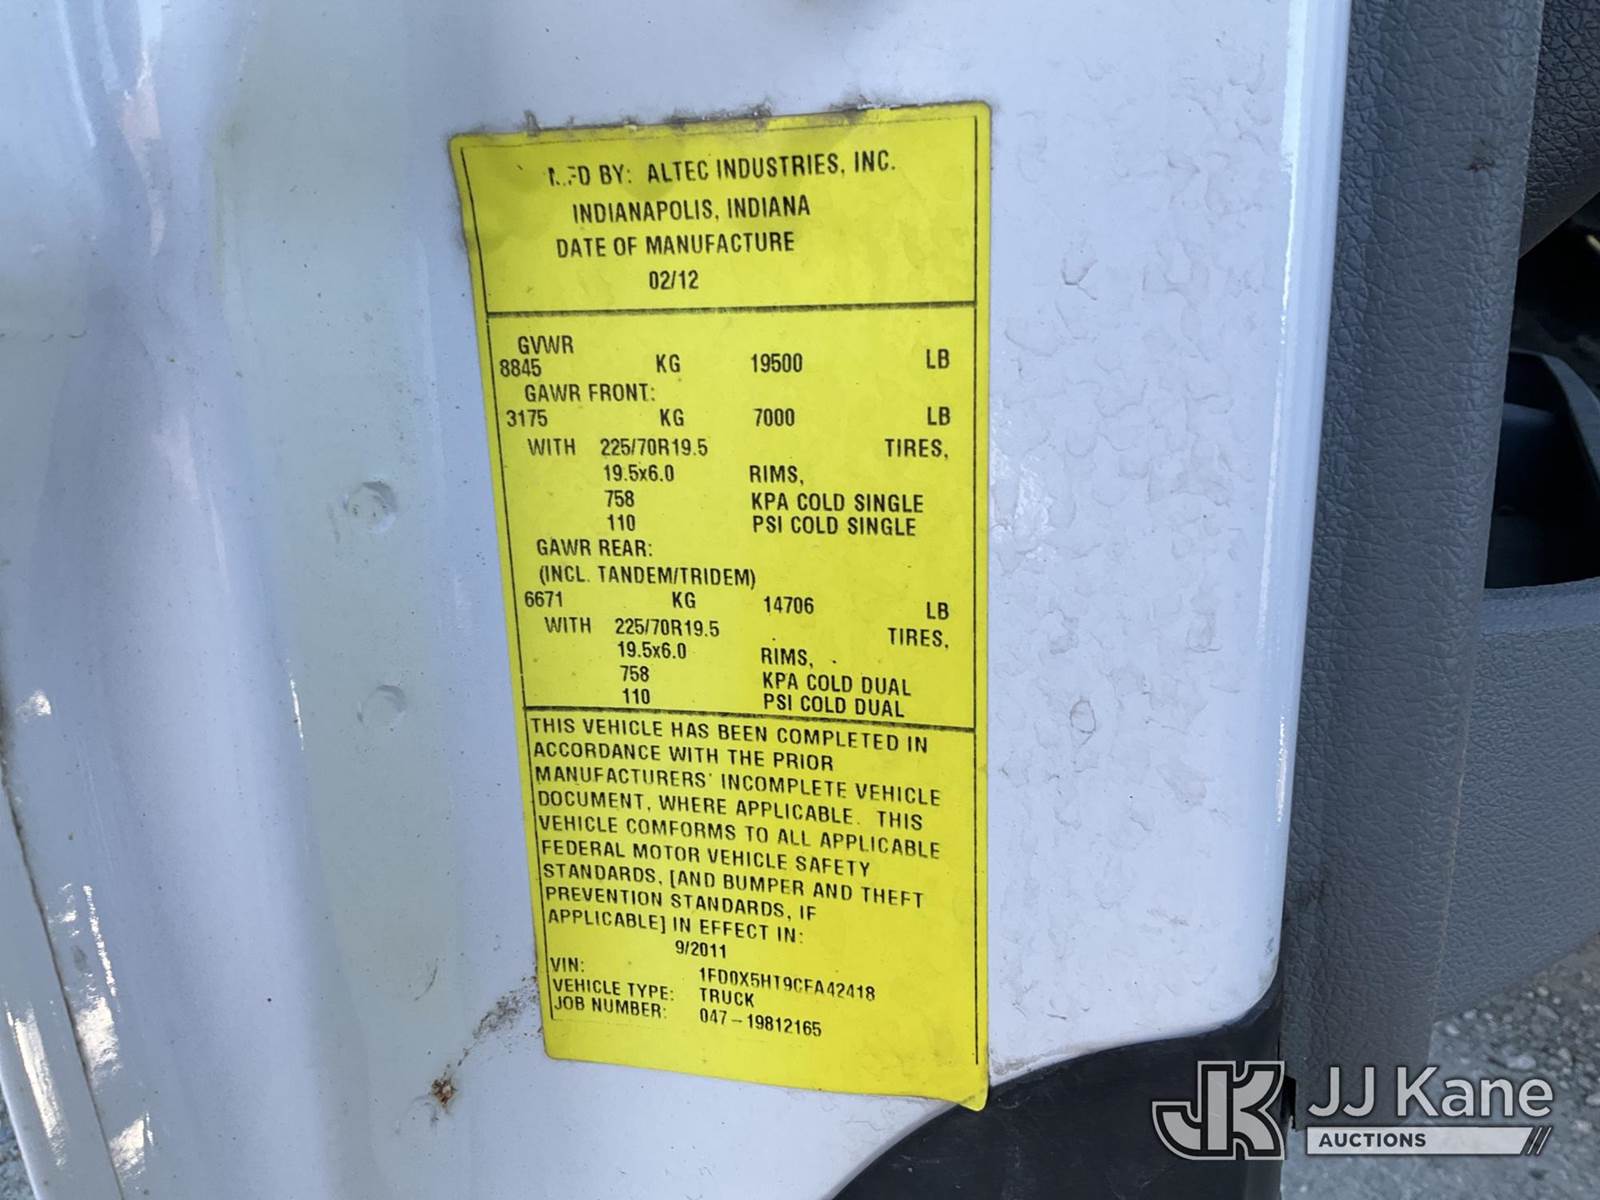 BY: ALTEC INDUSTRIES, INC.
INDIANAPOLIS, INDIANA
DATE OF MANUFACTURE
02/12
GVWR
8845 KG 19500 LB
GAWR FRONT:
3175 KG 7000 LB
WITH 225/70R19.5 TIRES,
19.5x6.0 RIMS,
758 KPA COLD SINGLE
110 PSI COLD SINGLE
GAWR REAR:
(INCL. TANDEM/TRIDEM)
6671 KG 14706 LB
WITH 225/70R19.5 TIRES,
19.5x6.0 RIMS,
758 KPA COLD DUAL
110 PSI COLD DUAL
THIS VEHICLE HAS BEEN COMPLETED IN
ACCORDANCE WITH THE PRIOR
MANUFACTURERS' INCOMPLETE VEHICLE
DOCUMENT, WHERE APPLICABLE. THIS
VEHICLE COMFORMS TO ALL APPLICABLE
FEDERAL MOTOR VEHICLE SAFETY
STANDARDS, [AND BUMPER AND THEFT
PREVENTION STANDARDS, IF
APPLICABLE] IN EFFECT IN:
9/2011
VIN: 1FD0X5HT9CEA42418
VEHICLE TYPE: TRUCK
JOB NUMBER: 047-19812165
JK JJ Kane
AUCTIONS